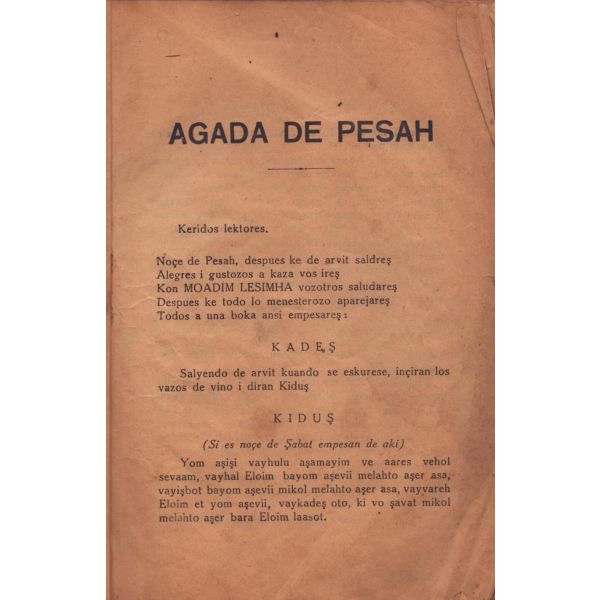 AGADA DE PEŞAH
Keridos lektores.
Noçe de Pesah, despues ke de arvit saldreş
Alegres i gustozos a kaza vos ireş
Kon MOADIM LESIMHA vozotros saludareş
Despues ke todo lo menesterozo aparejareş
Todos a una boka ansi empesareş:
KADEŞ
Salyendo de arvit kuando se eskurese, inçiran los
vazos de vino i diran Kiduş
KIDUŞ
(Si es noçe de Şabat empesan de aki)
Yom aşişi vayhulu aşamayim ve aares vehol
sevaam, vayhal Eloim bayom aşevii melahto aşer asa,
vayişbot bayom aşevii mikol melahto aşer asa, vayvareh
Eloim et yom aşevii, vaykadeş oto, ki vo şavat mikol
melahto aşer bara Eloim laasot.